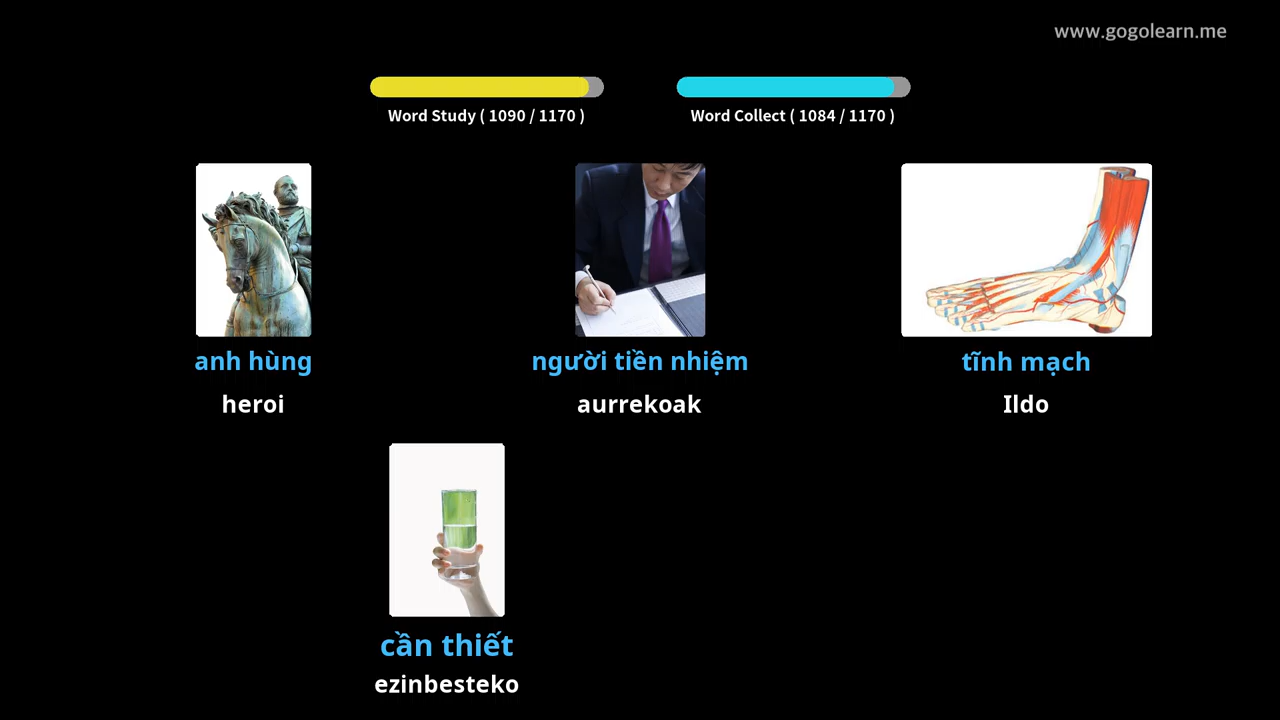 www.gogolearn.me
Word Study ( 1090 / 1170 )
Word Collect ( 1084 / 1170 )
anh hùng
người tiền nhiệm
tĩnh mạch
heroi
aurrekoak
Ildo
cần thiết
ezinbesteko